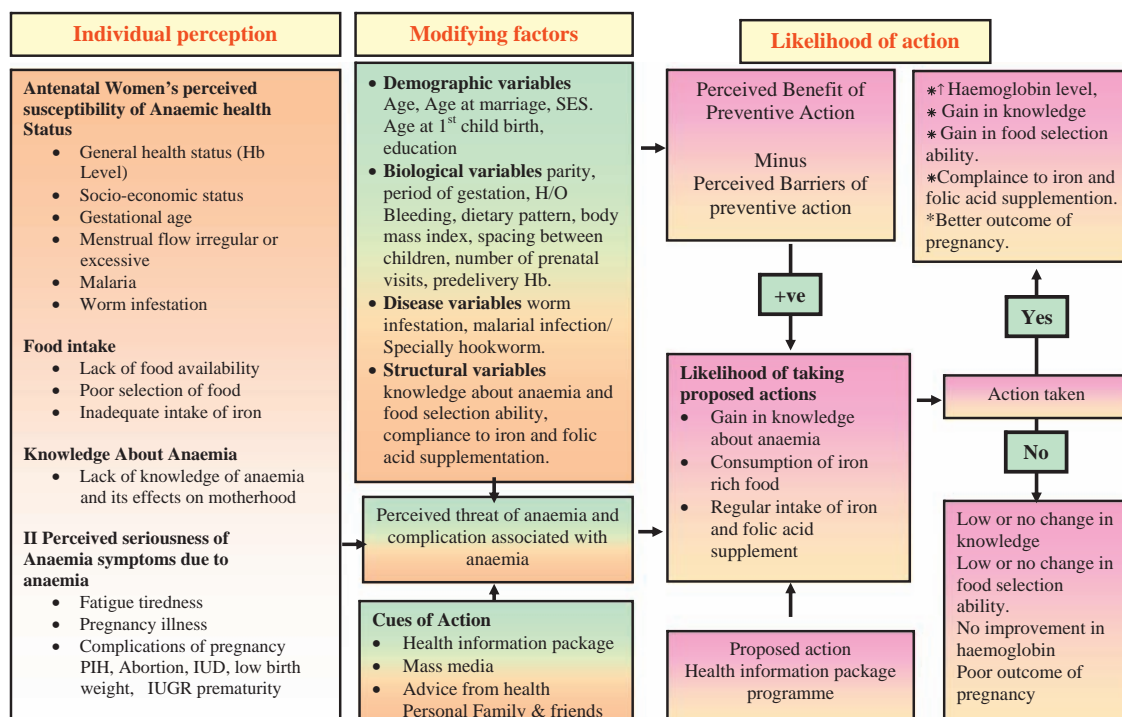 Individual perception
Antenatal Women's perceived
susceptibility of Anaemic health
Status
• General health status (Hb
Level)
• Socio-economic status
• Gestational age
• Menstrual flow irregular or
excessive
• Malaria
• Worm infestation
Food intake
• Lack of food availability
• Poor selection of food
• Inadequate intake of iron
Knowledge About Anaemia
• Lack of knowledge of anaemia
and its effects on motherhood
II Perceived seriousness of
Anaemia symptoms due to
anaemia
• Fatigue tiredness
• Pregnancy illness
• Complications of pregnancy
PIH, Abortion, IUD, low birth
weight, IUGR prematurity
Modifying factors
• Demographic variables
Age, Age at marriage, SES.
Age at 1st child birth,
education
• Biological variables parity,
period of gestation, H/O
Bleeding, dietary pattern, body
mass index, spacing between
children, number of prenatal
visits, predelivery Hb.
• Disease variables worm
infestation, malarial infection/
Specially hookworm.
• Structural variables
knowledge about anaemia and
food selection ability,
compliance to iron and folic
acid supplementation.
Perceived threat of anaemia and
complication associated with
anaemia
Cues of Action
• Health information package
• Mass media
• Advice from health
Personal Family & friends
Likelihood of action
Perceived Benefit of
Preventive Action
Minus
Perceived Barriers of
preventive action
+ve
Likelihood of taking
proposed actions
• Gain in knowledge
about anaemia
• Consumption of iron
rich food
• Regular intake of iron
and folic acid
supplement
Proposed action
Health information package
programme
*↑ Haemoglobin level,
* Gain in knowledge
* Gain in food selection
ability.
*Complaince to iron and
folic acid supplemention.
*Better outcome of
pregnancy.
Yes
Action taken
No
Low or no change in
knowledge
Low or no change in
food selection
ability.
No improvement in
haemoglobin
Poor outcome of
pregnancy